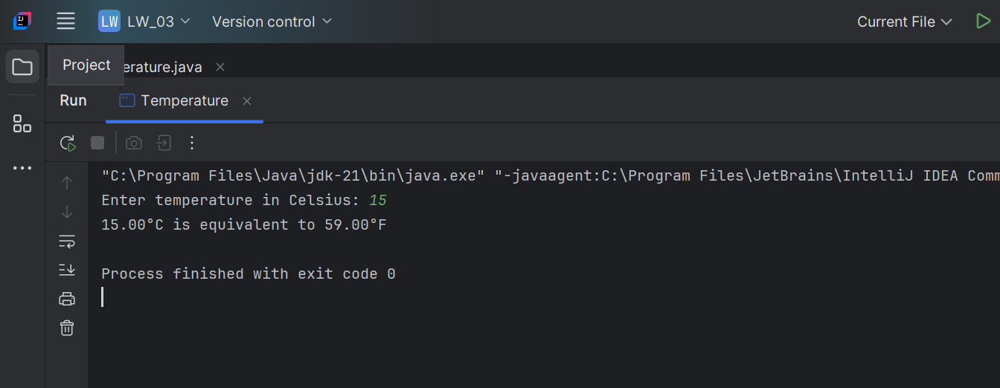 LW LW_03 Version control Current File
Project erature.java
Run Temperature
"C:\Program Files\Java\jdk-21\bin\java.exe" "-javaagent:C:\Program Files\JetBrains\IntelliJ IDEA Comm
Enter temperature in Celsius: 15
15.00°C is equivalent to 59.00°F
Process finished with exit code 0